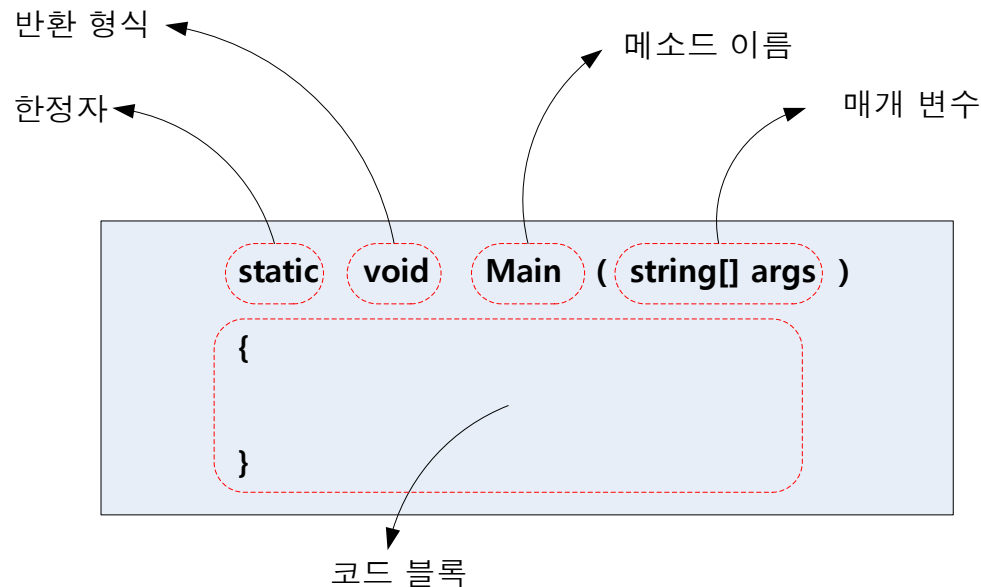 반환 형식
메소드 이름
한정자
매개 변수
static void Main ( string[] args )
{
}
코드 블록